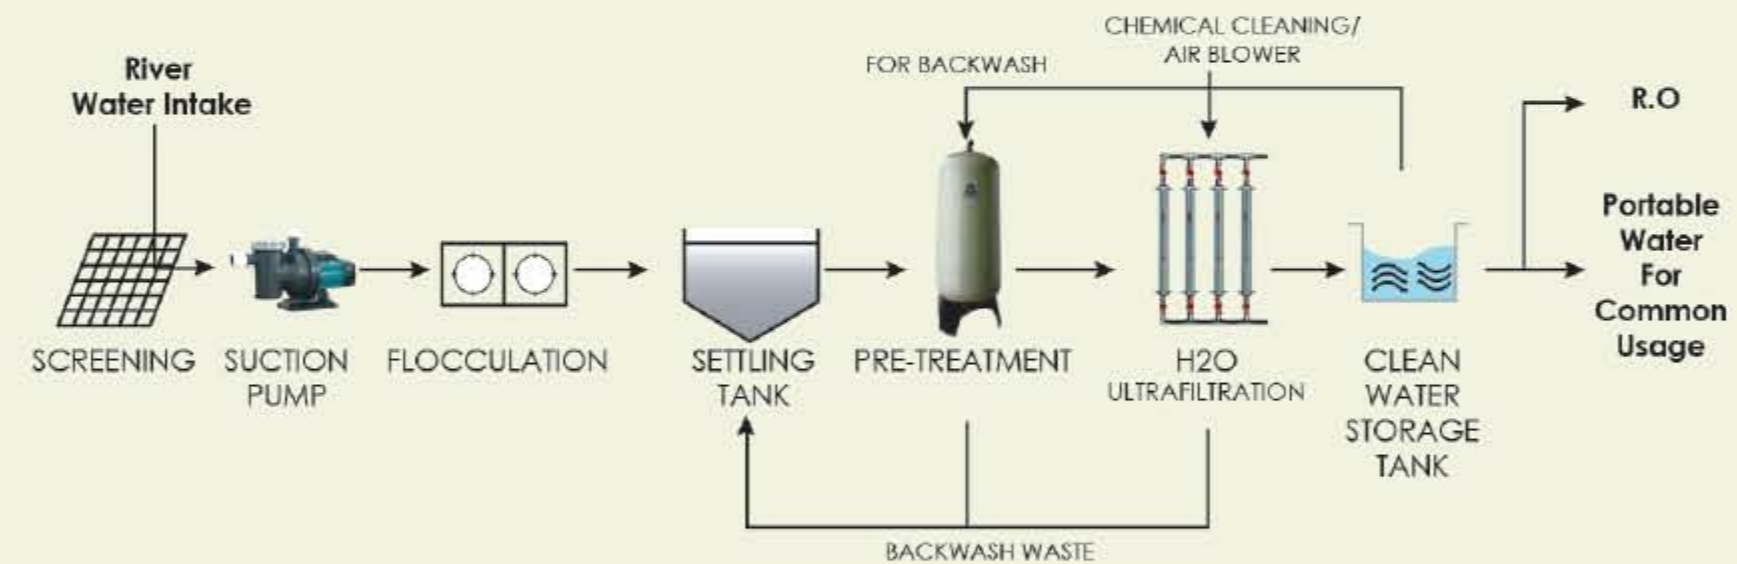 CHEMICAL CLEANING/
AIR BLOWER
FOR BACKWASH
River
Water Intake
R.O
Portable
Water
For
Common
Usage
SCREENING
SUCTION
PUMP
FLOCCULATION
SETTLING
TANK
PRE-TREATMENT
H2O
ULTRAFILTRATION
CLEAN
WATER
STORAGE
TANK
BACKWASH WASTE